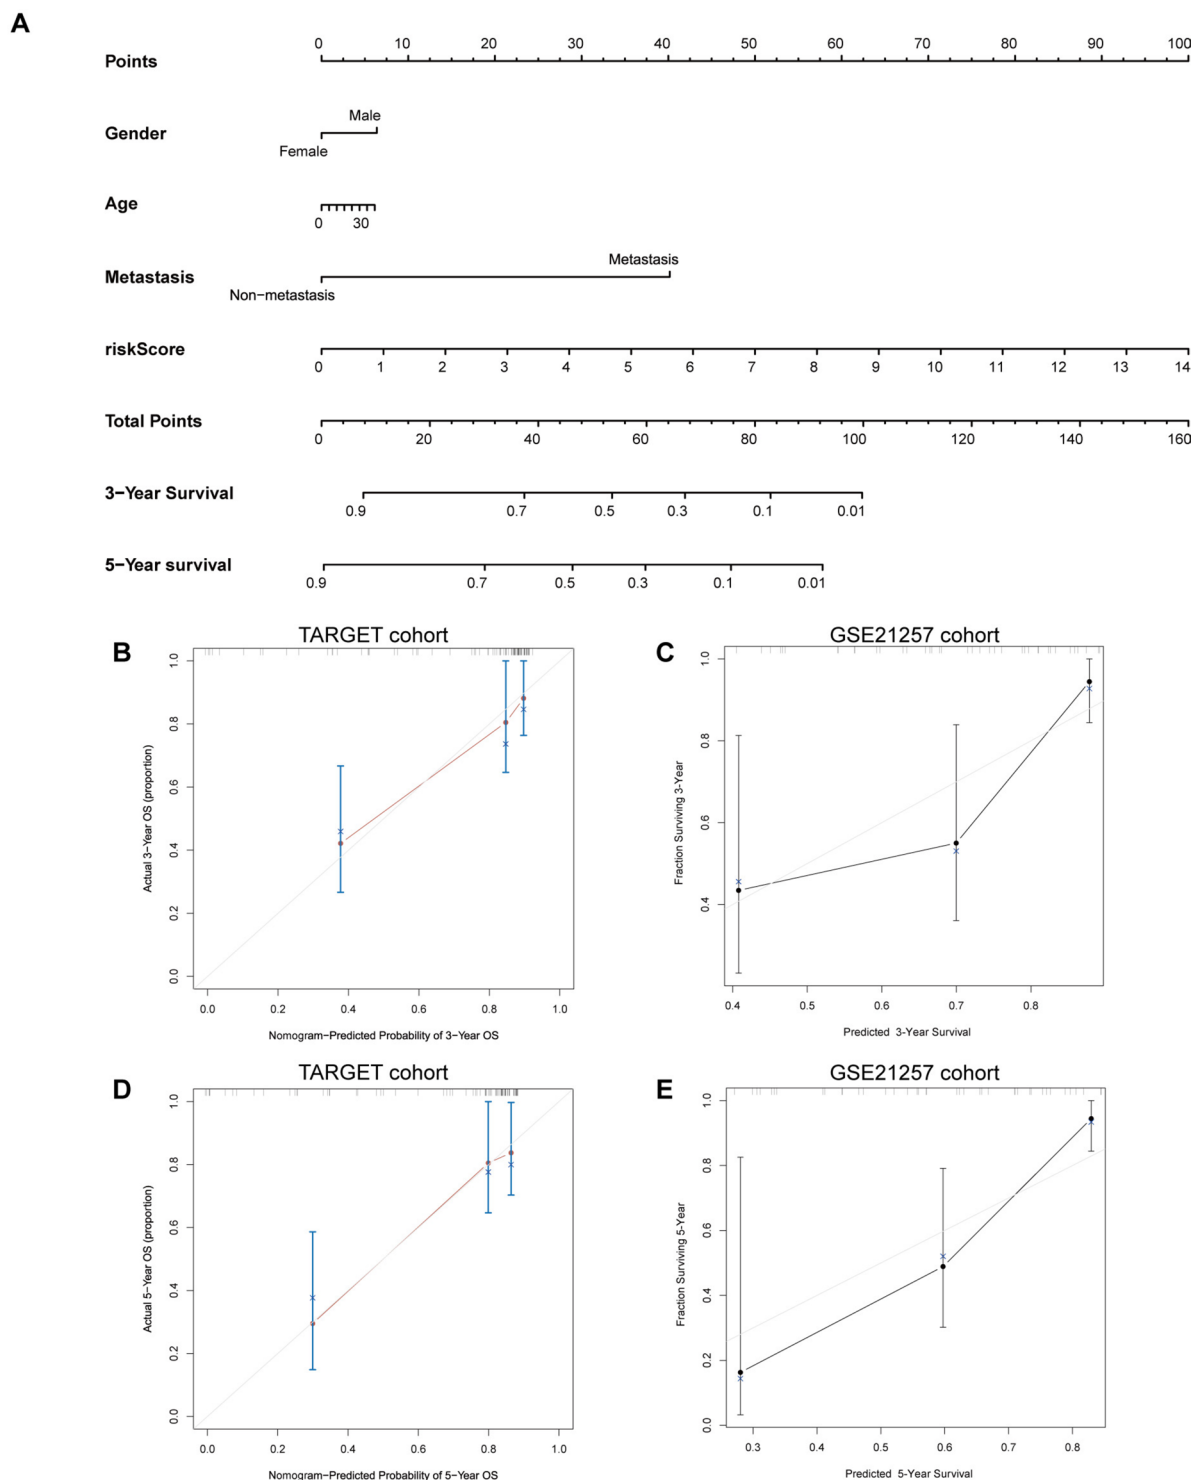 A
Points
0 10 20 30 40 50 60 70 80 90 100
Gender
Male
Female
Age
0 30
Metastasis
Metastasis
Non−metastasis
riskScore
0 1 2 3 4 5 6 7 8 9 10 11 12 13 14
Total Points
0 20 40 60 80 100 120 140 160
3−Year Survival
0.9 0.7 0.5 0.3 0.1 0.01
5−Year survival
0.9 0.7 0.5 0.3 0.1 0.01
B
TARGET cohort
Actual 3−Year OS (proportion)
1.0
0.8
0.6
0.4
0.2
0.0
0.0 0.2 0.4 0.6 0.8 1.0
Nomogram−Predicted Probability of 3−Year OS
C
GSE21257 cohort
Fraction Surviving 3−Year
1.0
0.8
0.6
0.4
0.4 0.5 0.6 0.7 0.8
Predicted 3−Year Survival
D
TARGET cohort
Actual 5−Year OS (proportion)
1.0
0.8
0.6
0.4
0.2
0.0
0.0 0.2 0.4 0.6 0.8 1.0
Nomogram−Predicted Probability of 5−Year OS
E
GSE21257 cohort
Fraction Surviving 5−Year
1.0
0.8
0.6
0.4
0.2
0.0
0.3 0.4 0.5 0.6 0.7 0.8
Predicted 5−Year Survival